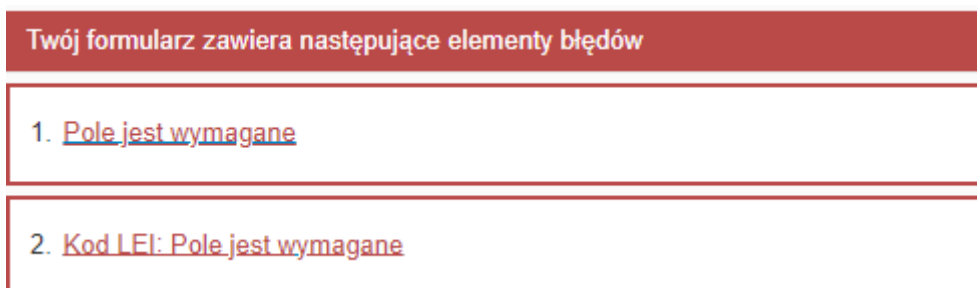 Twój formularz zawiera następujące elementy błędów
1. Pole jest wymagane
2. Kod LEI: Pole jest wymagane